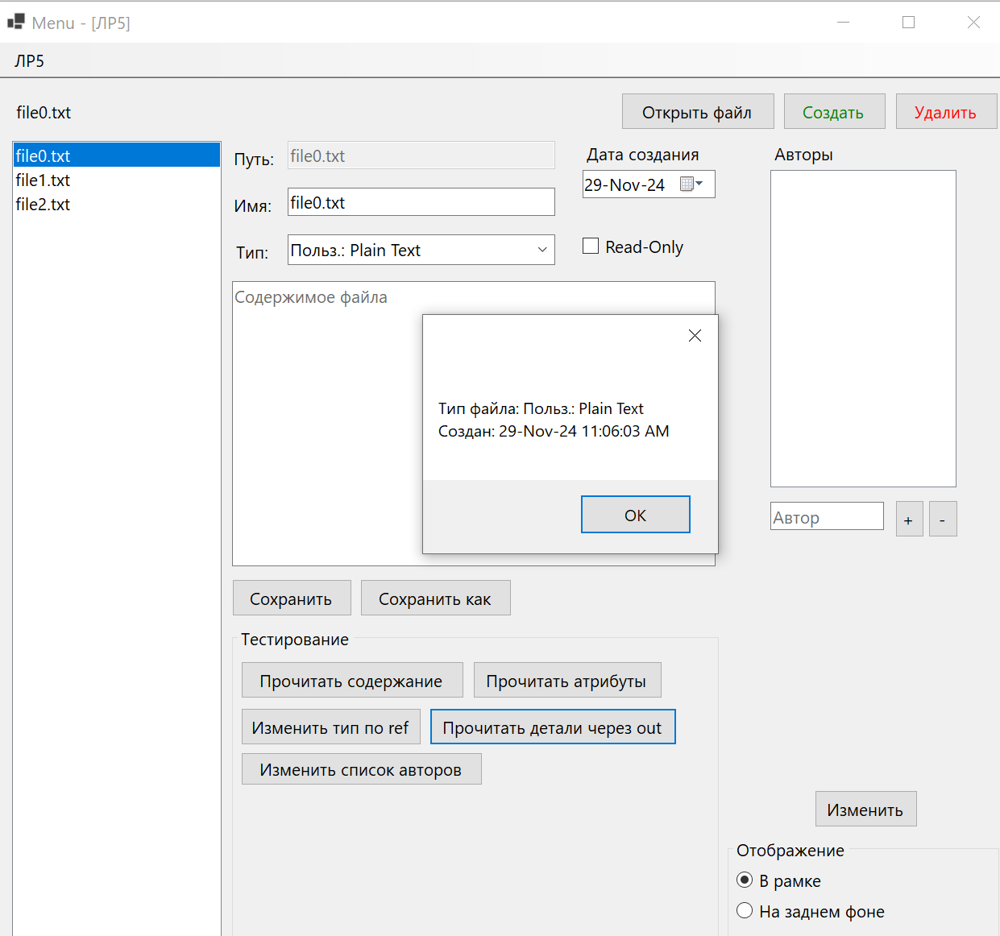 Menu - [ЛР5]
ЛР5
file0.txt
Открыть файл
Создать
Удалить
file0.txt
file1.txt
file2.txt
Путь:
file0.txt
Имя:
file0.txt
Тип:
Польз.: Plain Text
Дата создания
29-Nov-24
Read-Only
Авторы
Содержимое файла
Тип файла: Польз.: Plain Text
Создан: 29-Nov-24 11:06:03 AM
OK
Автор
+
-
Сохранить
Сохранить как
Тестирование
Прочитать содержание
Прочитать атрибуты
Изменить тип по ref
Прочитать детали через out
Изменить список авторов
Изменить
Отображение
В рамке
На заднем фоне